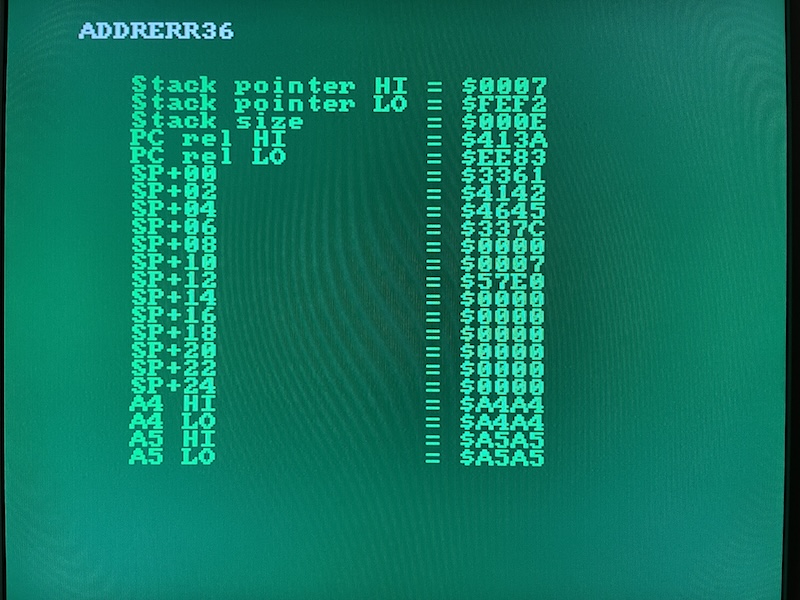 ADDRERR36
Stack pointer HI = $0007
Stack pointer LO = $FEF2
Stack size = $000E
PC rel HI = $413A
PC rel LO = $EE83
SP+00 = $3361
SP+02 = $4142
SP+04 = $4645
SP+06 = $337C
SP+08 = $0000
SP+10 = $0007
SP+12 = $57E0
SP+14 = $0000
SP+16 = $0000
SP+18 = $0000
SP+20 = $0000
SP+22 = $0000
SP+24 = $0000
A4 HI = $A4A4
A4 LO = $A4A4
A5 HI = $A5A5
A5 LO = $A5A5